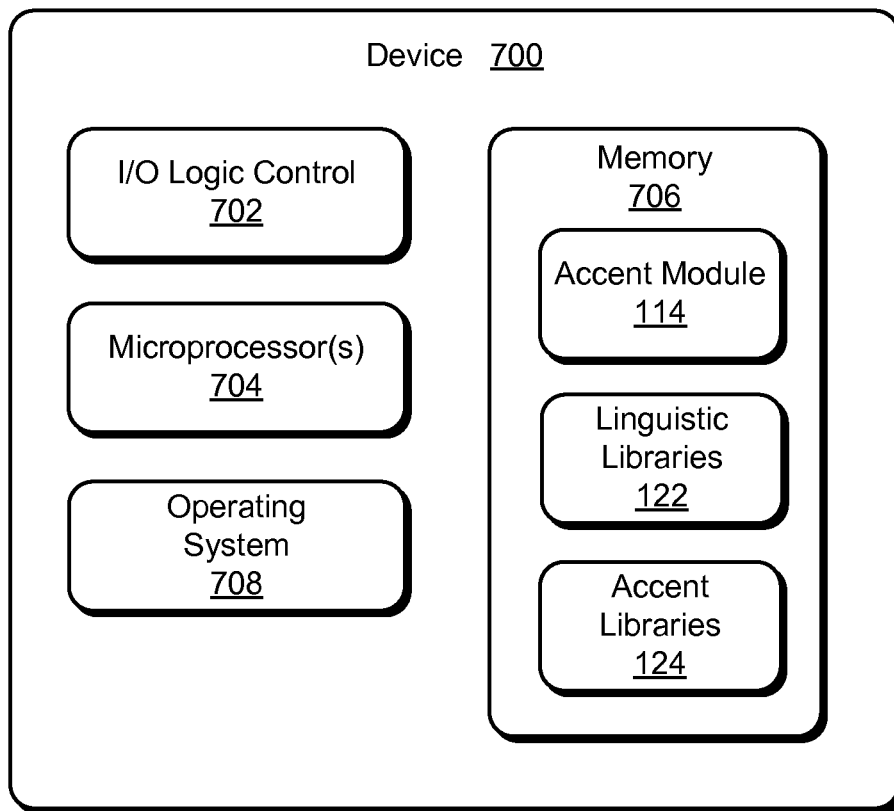 Device 700
I/O Logic Control
702
Microprocessor(s)
704
Operating
System
708
Memory
706
Accent Module
114
Linguistic
Libraries
122
Accent
Libraries
124